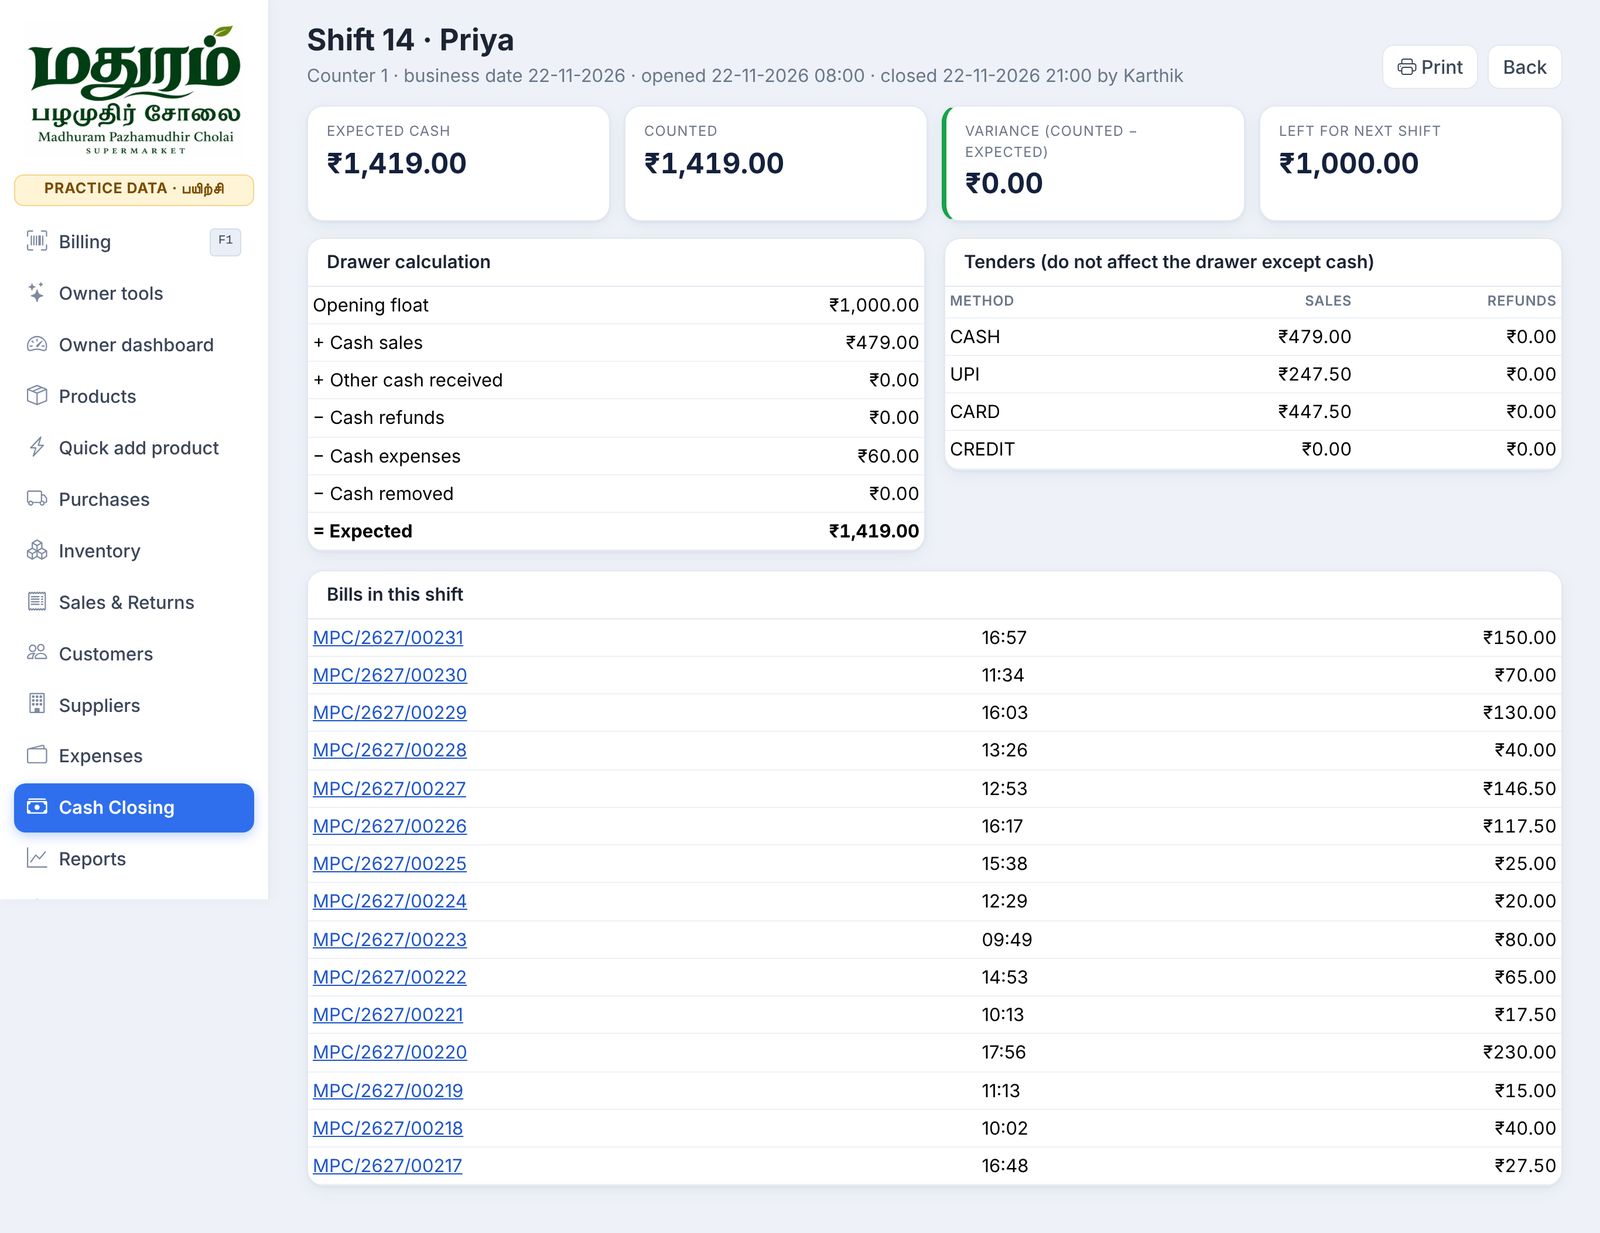 மதுரம்
பழமுதிர் சோலை
Madhuram Pazhamudhir Cholai
SUPERMARKET
PRACTICE DATA · பயிற்சி
Billing F1
Owner tools
Owner dashboard
Products
Quick add product
Purchases
Inventory
Sales & Returns
Customers
Suppliers
Expenses
Cash Closing
Reports
Shift 14 · Priya
Counter 1 · business date 22-11-2026 · opened 22-11-2026 08:00 · closed 22-11-2026 21:00 by Karthik
Print Back
EXPECTED CASH
₹1,419.00
COUNTED
₹1,419.00
VARIANCE (COUNTED −
EXPECTED)
₹0.00
LEFT FOR NEXT SHIFT
₹1,000.00
Drawer calculation
Opening float ₹1,000.00
+ Cash sales ₹479.00
+ Other cash received ₹0.00
− Cash refunds ₹0.00
− Cash expenses ₹60.00
− Cash removed ₹0.00
= Expected ₹1,419.00
Tenders (do not affect the drawer except cash)
METHOD SALES REFUNDS
CASH ₹479.00 ₹0.00
UPI ₹247.50 ₹0.00
CARD ₹447.50 ₹0.00
CREDIT ₹0.00 ₹0.00
Bills in this shift
MPC/2627/00231 16:57 ₹150.00
MPC/2627/00230 11:34 ₹70.00
MPC/2627/00229 16:03 ₹130.00
MPC/2627/00228 13:26 ₹40.00
MPC/2627/00227 12:53 ₹146.50
MPC/2627/00226 16:17 ₹117.50
MPC/2627/00225 15:38 ₹25.00
MPC/2627/00224 12:29 ₹20.00
MPC/2627/00223 09:49 ₹80.00
MPC/2627/00222 14:53 ₹65.00
MPC/2627/00221 10:13 ₹17.50
MPC/2627/00220 17:56 ₹230.00
MPC/2627/00219 11:13 ₹15.00
MPC/2627/00218 10:02 ₹40.00
MPC/2627/00217 16:48 ₹27.50